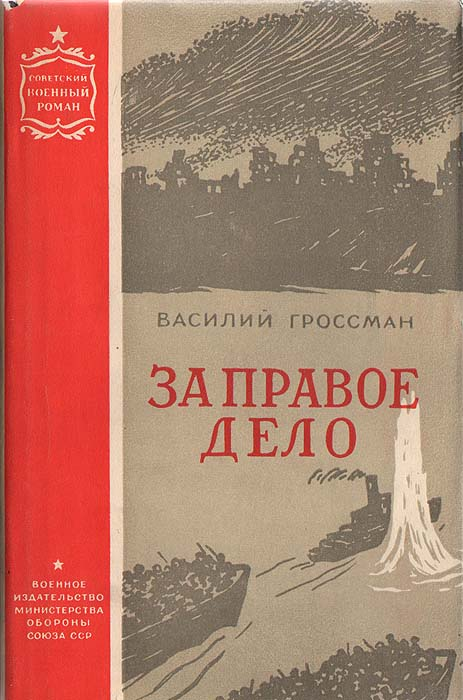 СОВЕТСКИЙ
ВОЕННЫЙ
РОМАН
ВАСИЛИЙ ГРОССМАН
ЗА ПРАВОЕ
ДЕЛО
ВОЕННОЕ
ИЗДАТЕЛЬСТВО
МИНИСТЕРСТВА
ОБОРОНЫ
СОЮЗА ССР